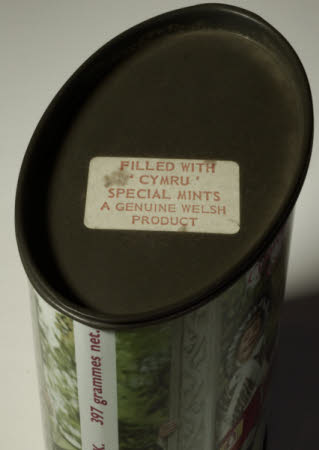 FILLED WITH
' CYMRU '
SPECIAL MINTS
A GENUINE WELSH
PRODUCT
397 grammes net.